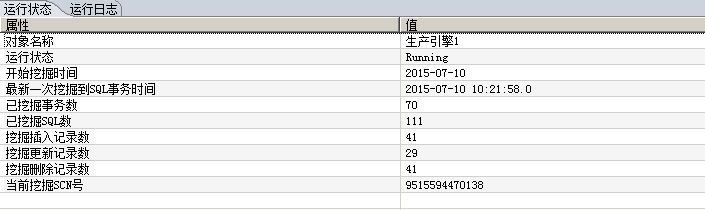 运行状态 运行日志
属性 值
对象名称 生产引擎1
运行状态 Running
开始挖掘时间 2015-07-10
最新一次挖掘到SQL事务时间 2015-07-10 10:21:58.0
已挖掘事务数 70
已挖掘SQL数 111
挖掘插入记录数 41
挖掘更新记录数 29
挖掘删除记录数 41
当前挖掘SCN号 9515594470138